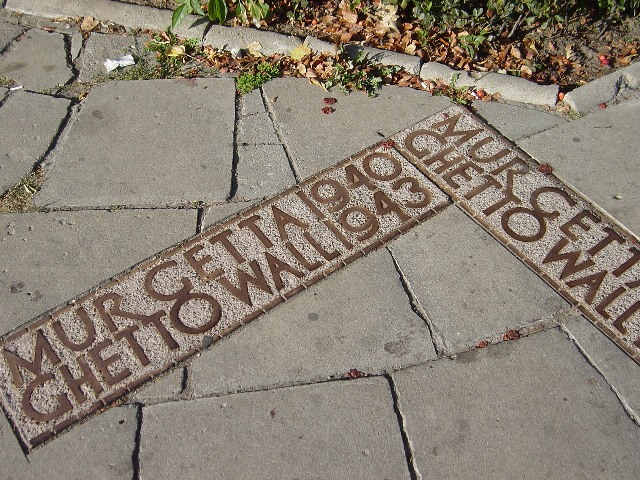 MUR GETTA 1940
GHETTO WALL 1943
MUR GETTA
GHETTO WALL